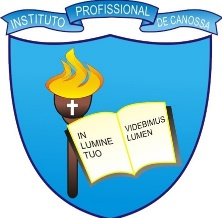 INSTITUTO PROFISSIONAL DE CANOSSA
IN
LUMINE
TUO
VIDEBIMUS
LUMEN